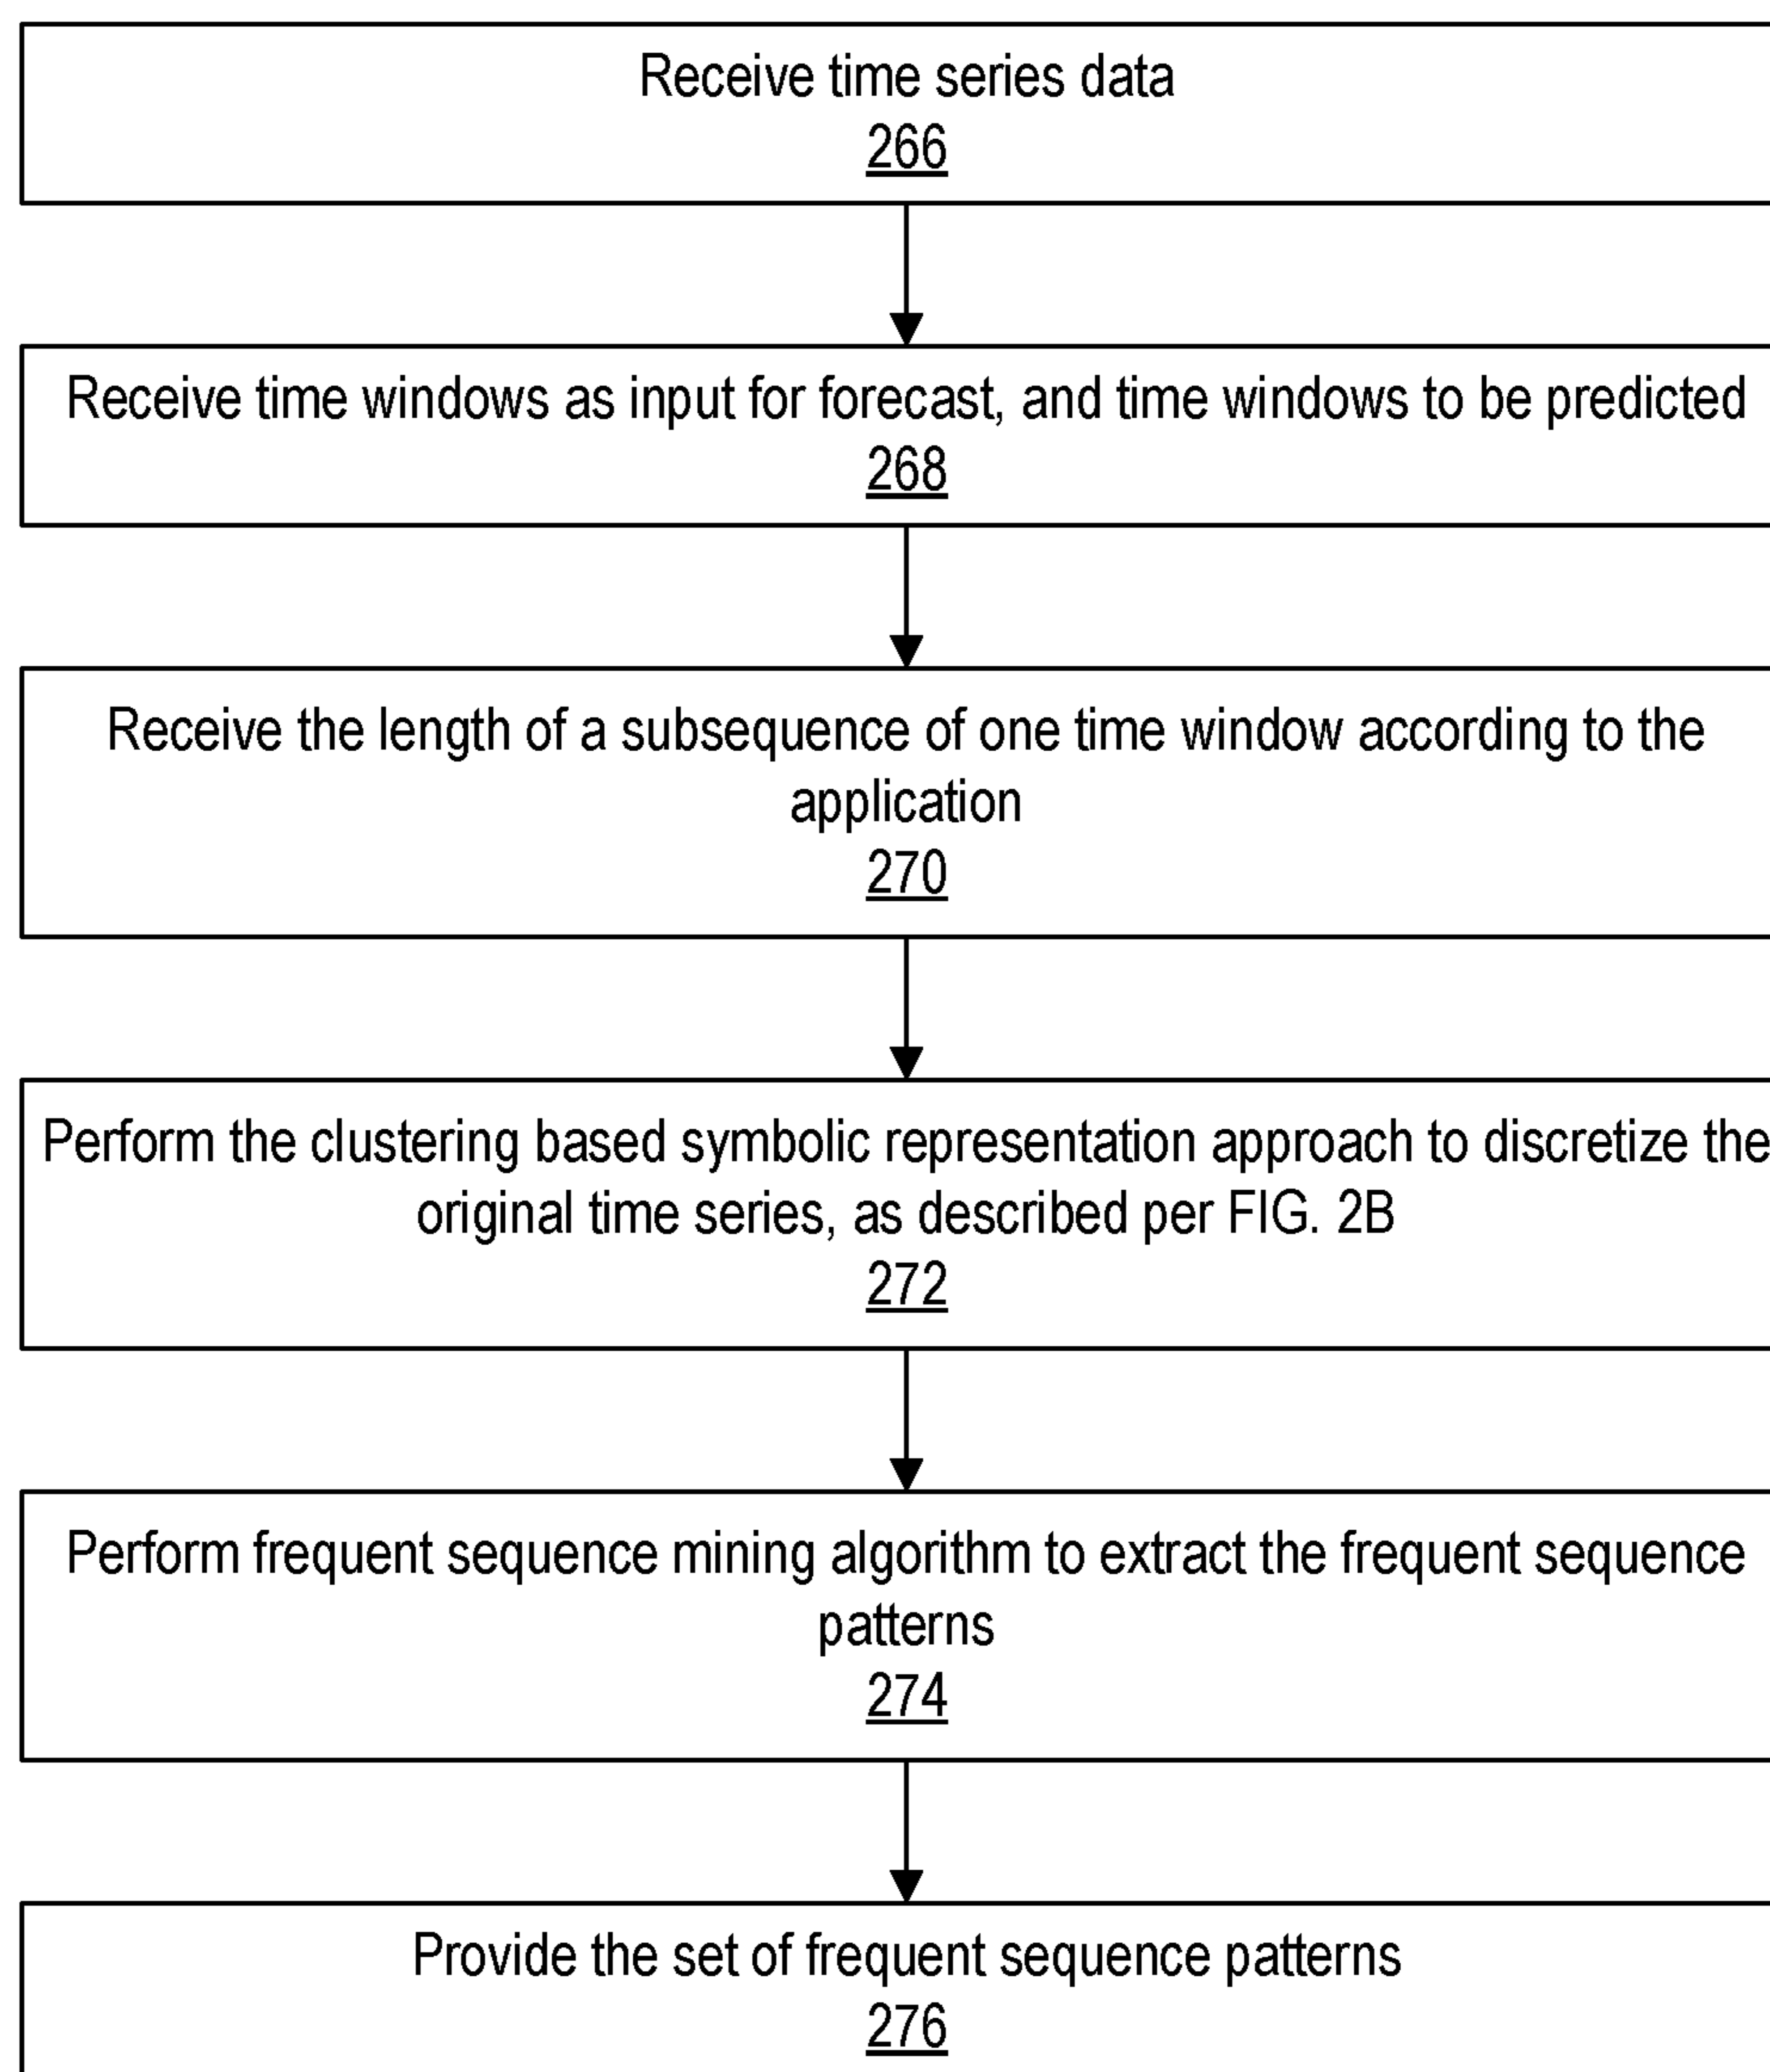 Receive time series data
266
Receive time windows as input for forecast, and time windows to be predicted
268
Receive the length of a subsequence of one time window according to the
application
270
Perform the clustering based symbolic representation approach to discretize the
original time series, as described per FIG. 2B
272
Perform frequent sequence mining algorithm to extract the frequent sequence
patterns
274
Provide the set of frequent sequence patterns
276